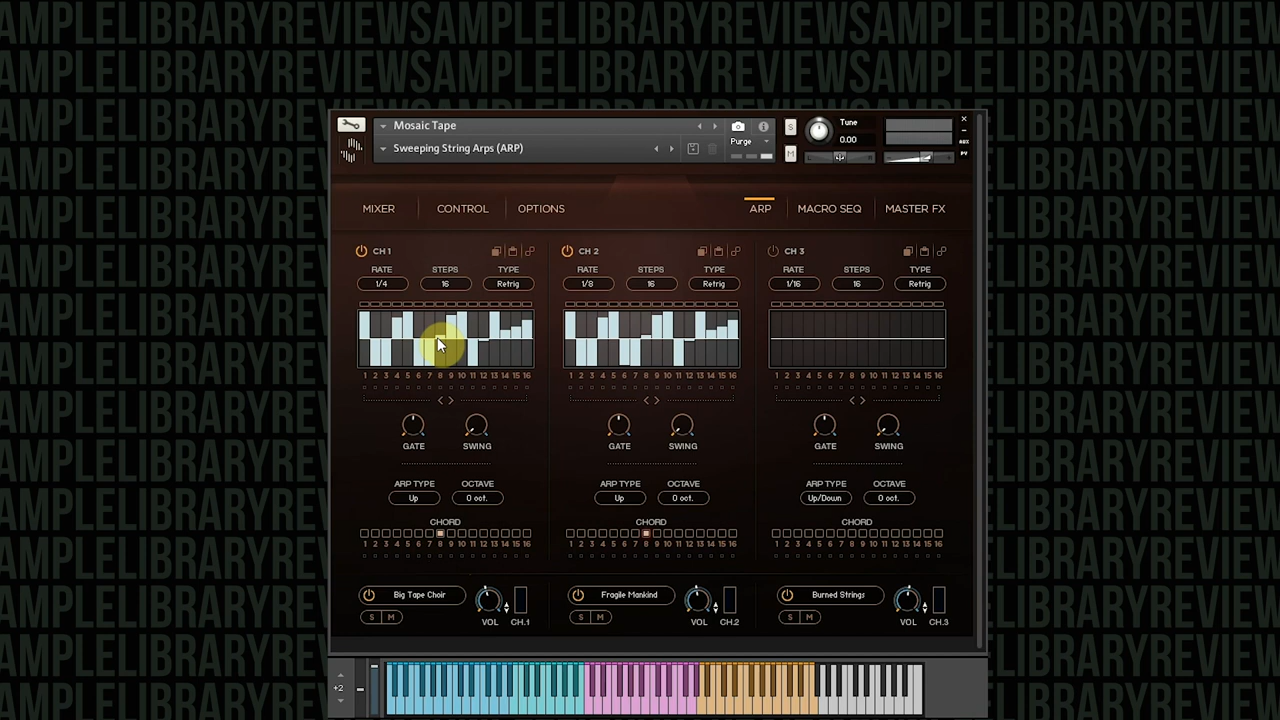 AMPLELIBRARYREVIEWSAMPLELIBRARYREVIEWSAMPLELIBRARYREVIEWS
Mosaic Tape
Sweeping String Arps (ARP)
Purge
S
M
Tune
0.00
AUX
PV
MIXER CONTROL OPTIONS ARP MACRO SEQ MASTER FX
CH 1 CH 2 CH 3
RATE STEPS TYPE RATE STEPS TYPE RATE STEPS TYPE
1/4 16 Retrig 1/8 16 Retrig 1/16 16 Retrig
1 2 3 4 5 6 7 8 9 10 11 12 13 14 15 16 1 2 3 4 5 6 7 8 9 10 11 12 13 14 15 16 1 2 3 4 5 6 7 8 9 10 11 12 13 14 15 16
GATE SWING GATE SWING GATE SWING
ARP TYPE OCTAVE ARP TYPE OCTAVE ARP TYPE OCTAVE
Up 0 oct. Up 0 oct. Up/Down 0 oct.
CHORD CHORD CHORD
1 2 3 4 5 6 7 8 9 10 11 12 13 14 15 16 1 2 3 4 5 6 7 8 9 10 11 12 13 14 15 16 1 2 3 4 5 6 7 8 9 10 11 12 13 14 15 16
Big Tape Choir Fragile Mankind Burned Strings
S M VOL CH.1 S M VOL CH.2 S M VOL CH.3
+2